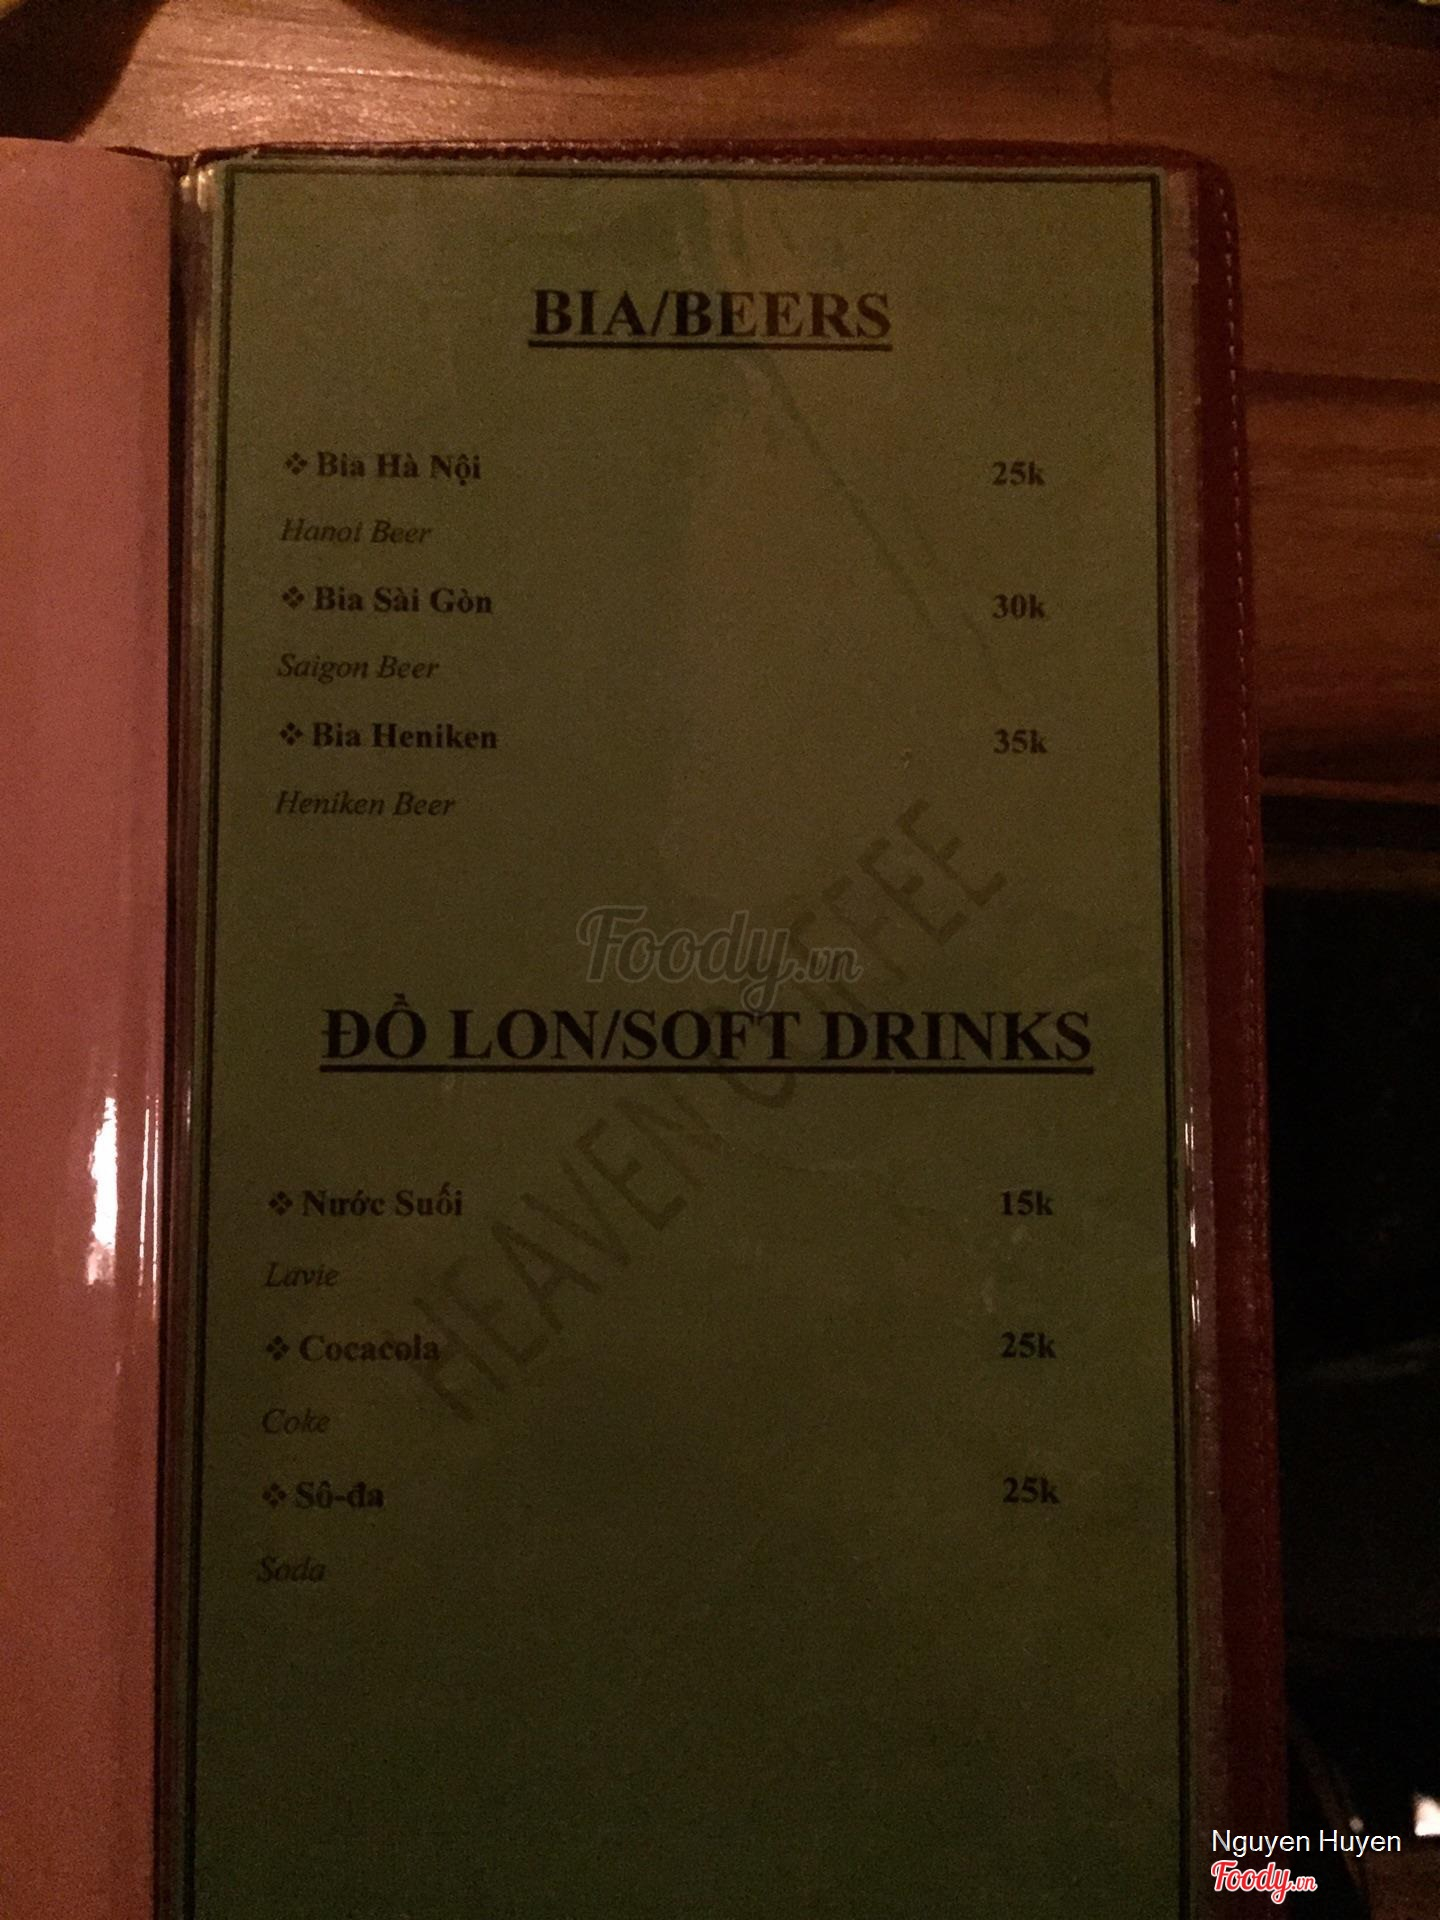 BIA/BEERS
❖ Bia Hà Nội 25k
Hanoi Beer
❖ Bia Sài Gòn 30k
Saigon Beer
❖ Bia Heniken 35k
Heniken Beer
Foody.vn
HEAVEN COFFEE
ĐỒ LON/SOFT DRINKS
❖ Nước Suối 15k
Lavie
❖ Cocacola 25k
Coke
❖ Sô-đa 25k
Soda
Nguyen Huyen
Foody.vn